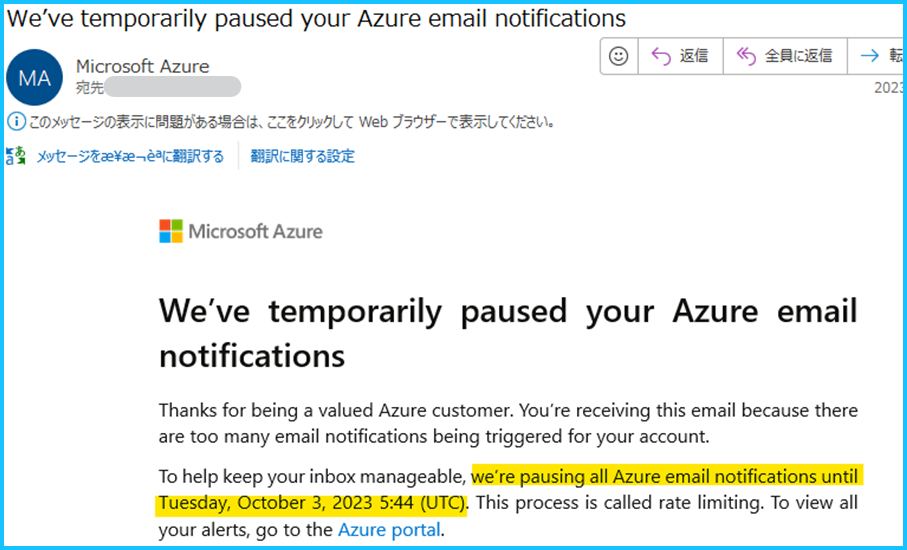 We've temporarily paused your Azure email notifications
MA
Microsoft Azure
宛先
返信
全員に返信
転
2023
このメッセージの表示に問題がある場合は、ここをクリックして Web ブラウザーで表示してください。
メッセージをæ¥æ¬èªに翻訳する
翻訳に関する設定
Microsoft Azure
We've temporarily paused your Azure email
notifications
Thanks for being a valued Azure customer. You're receiving this email because there
are too many email notifications being triggered for your account.
To help keep your inbox manageable, we're pausing all Azure email notifications until
Tuesday, October 3, 2023 5:44 (UTC). This process is called rate limiting. To view all
your alerts, go to the Azure portal.